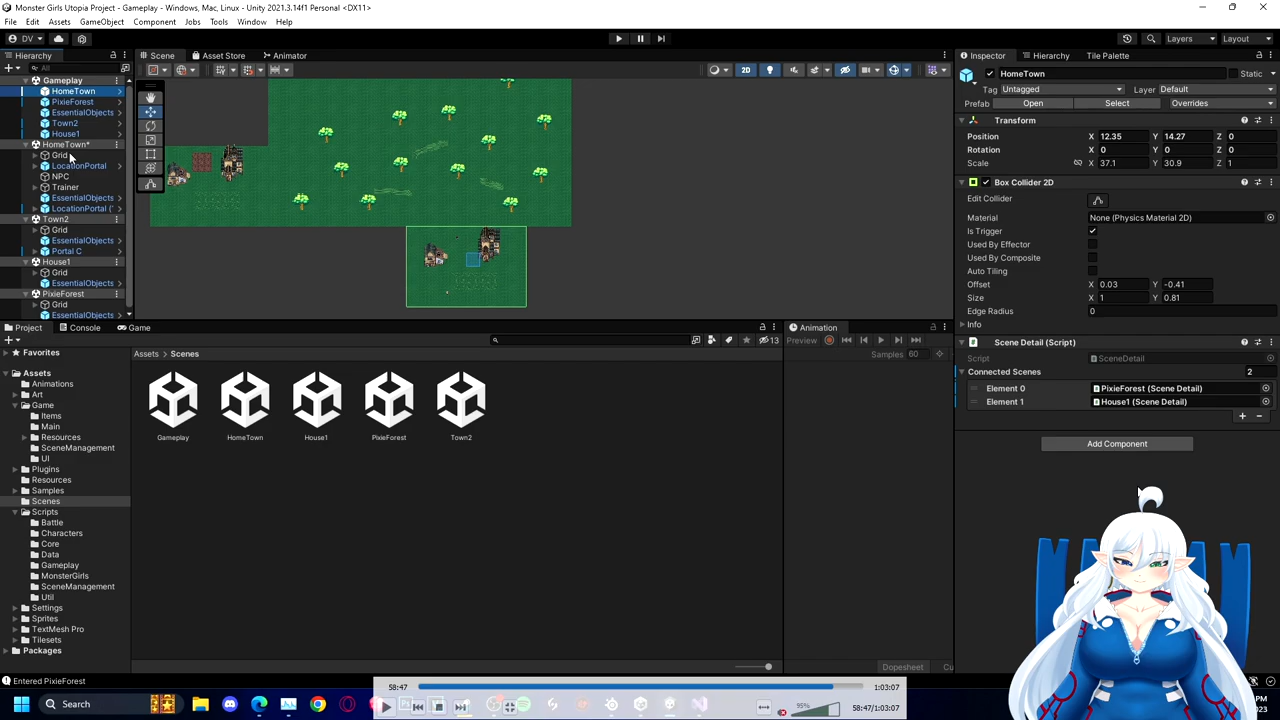 Monster Girls Utopia Project - Gameplay - Windows, Mac, Linux - Unity 2021.3.14f1 Personal <DX11>
File Edit Assets GameObject Component Jobs Tools Window Help
DV Layers Layout
Hierarchy Scene Asset Store Animator Inspector Hierarchy Tile Palette
All 2D
Gameplay
HomeTown
PixieForest
EssentialObjects
Town2
House1
HomeTown*
Grid
LocationPortal
NPC
Trainer
EssentialObjects
LocationPortal (
Town2
Grid
EssentialObjects
Portal C
House1
Grid
EssentialObjects
PixieForest
Grid
EssentialObjects
HomeTown Static
Tag Untagged Layer Default
Prefab Open Select Overrides
Transform
Position X 12.35 Y 14.27 Z 0
Rotation X 0 Y 0 Z 0
Scale X 37.1 Y 30.9 Z 1
Box Collider 2D
Edit Collider
Material None (Physics Material 2D)
Is Trigger
Used By Effector
Used By Composite
Auto Tiling
Offset X 0.03 Y -0.41
Size X 1 Y 0.81
Edge Radius 0
Info
Scene Detail (Script)
Script SceneDetail
Connected Scenes 2
Element 0 PixieForest (Scene Detail)
Element 1 House1 (Scene Detail)
Add Component
Project Console Game
13
Favorites
Assets
Animations
Art
Game
Items
Main
Resources
SceneManagement
UI
Plugins
Resources
Samples
Scenes
Scripts
Battle
Characters
Core
Data
Gameplay
MonsterGirls
SceneManagement
Util
Settings
Sprites
TextMesh Pro
Tilesets
Packages
Assets > Scenes
Gameplay HomeTown House1 PixieForest Town2
Animation
Preview Samples 60
Dopesheet Cu
Entered PixieForest
58:47 1:03:07
Search
95% 58:47/1:03:07